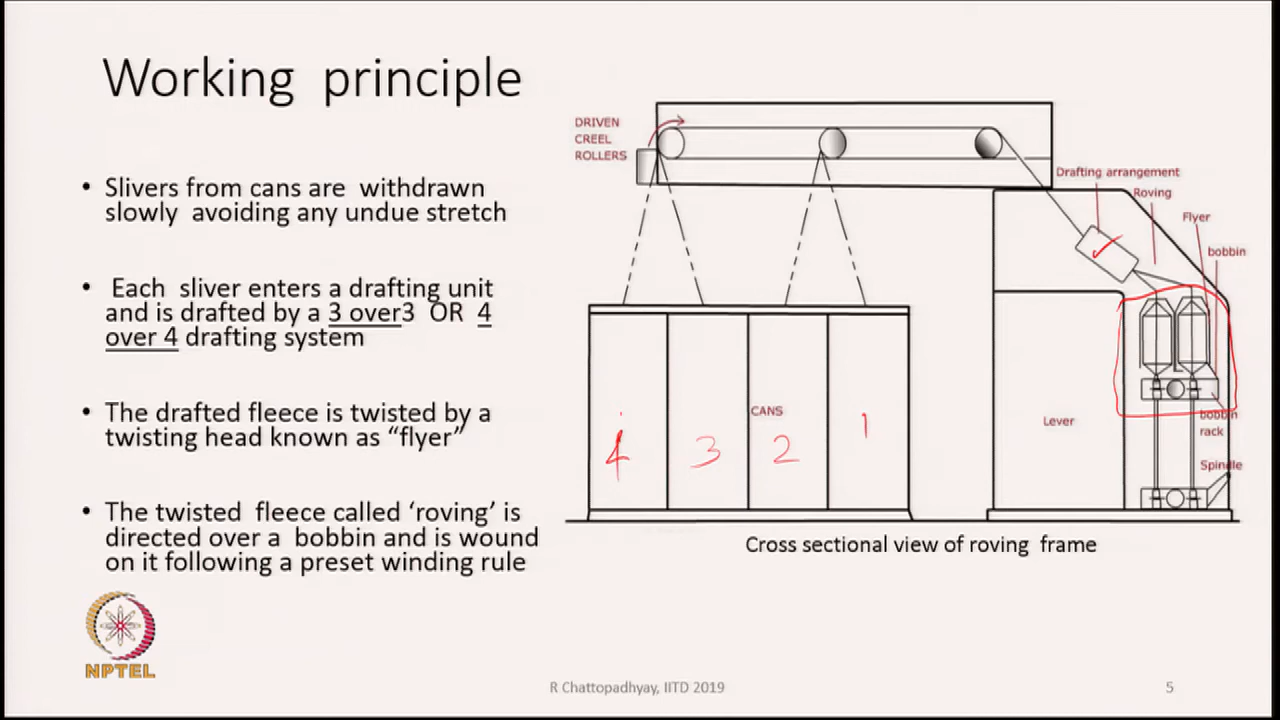 Working principle
• Slivers from cans are withdrawn
slowly avoiding any undue stretch
• Each sliver enters a drafting unit
and is drafted by a 3 over3 OR 4
over 4 drafting system
• The drafted fleece is twisted by a
twisting head known as “flyer”
• The twisted fleece called ‘roving’ is
directed over a bobbin and is wound
on it following a preset winding rule
DRIVEN
CREEL
ROLLERS
Drafting arrangement
Roving
Flyer
bobbin
CANS
4 3 2 1
Lever
bobbin
rack
Spindle
Cross sectional view of roving frame
NPTEL
R Chattopadhyay, IITD 2019
5